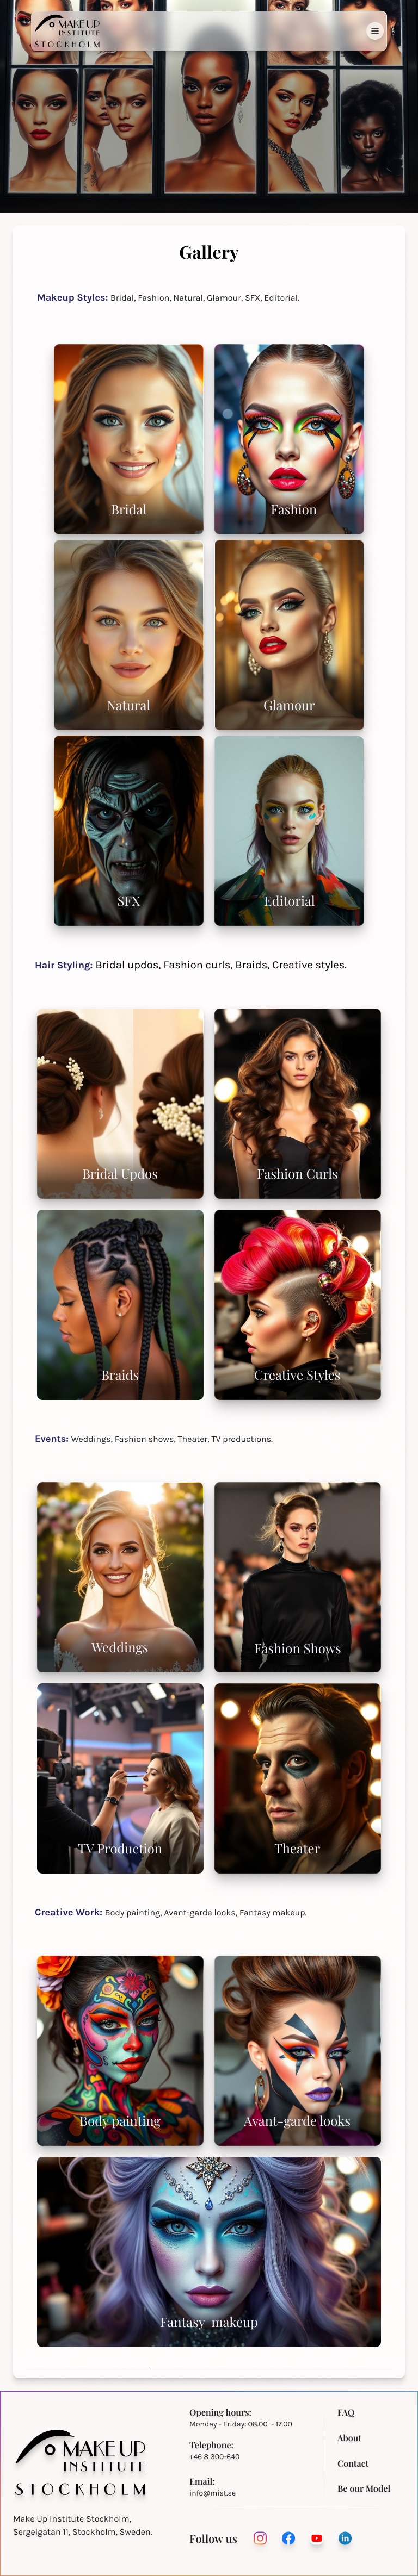 MAKE UP
INSTITUTE
STOCKHOLM
Gallery
Makeup Styles: Bridal, Fashion, Natural, Glamour, SFX, Editorial.
Bridal
Fashion
Natural
Glamour
SFX
Editorial
Hair Styling: Bridal updos, Fashion curls, Braids, Creative styles.
Bridal Updos
Fashion Curls
Braids
Creative Styles
Events: Weddings, Fashion shows, Theater, TV productions.
Weddings
Fashion Shows
TV Production
Theater
Creative Work: Body painting, Avant-garde looks, Fantasy makeup.
Body painting
Avant-garde looks
Fantasy makeup
MAKE UP
INSTITUTE
STOCKHOLM
Make Up Institute Stockholm,
Sergelgatan 11, Stockholm, Sweden.
Opening hours:
Monday - Friday: 08.00 - 17.00
Telephone:
+46 8 300-640
Email:
info@mist.se
FAQ
About
Contact
Be our Model
Follow us